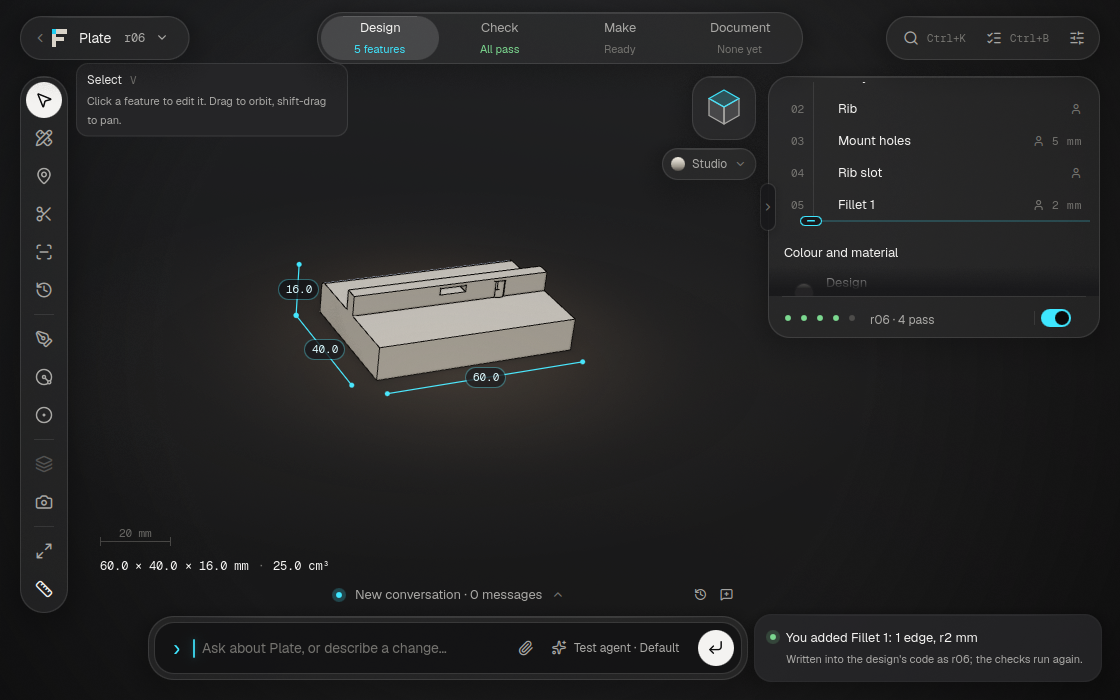 Plate r06
Design
5 features
Check
All pass
Make
Ready
Document
None yet
Ctrl+K
Ctrl+B
Select V
Click a feature to edit it. Drag to orbit, shift-drag
to pan.
Studio
02 Rib
03 Mount holes 5 mm
04 Rib slot
05 Fillet 1 2 mm
Colour and material
Design
r06 · 4 pass
16.0
40.0
60.0
20 mm
60.0 × 40.0 × 16.0 mm · 25.0 cm³
New conversation · 0 messages
Ask about Plate, or describe a change...
Test agent · Default
You added Fillet 1: 1 edge, r2 mm
Written into the design's code as r06; the checks run again.